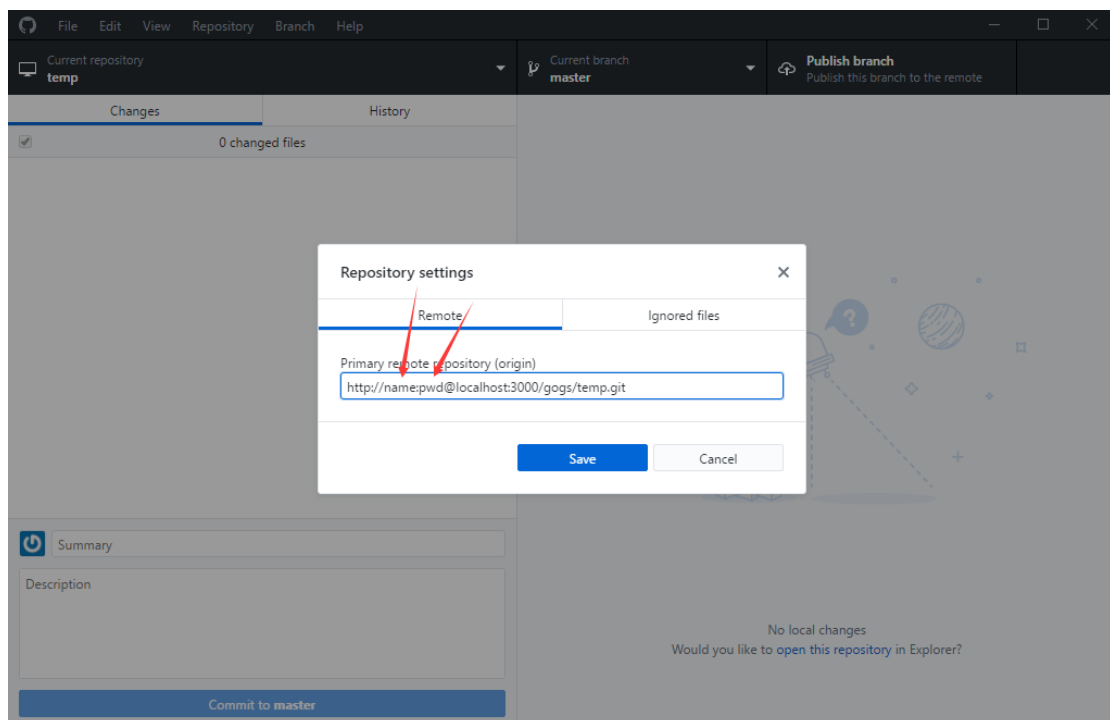 File Edit View Repository Branch Help
Current repository
temp
Current branch
master
Publish branch
Publish this branch to the remote
Changes History
0 changed files
Repository settings
Remote Ignored files
Primary remote repository (origin)
http://name:pwd@localhost:3000/gogs/temp.git
Save Cancel
Summary
Description
Commit to master
No local changes
Would you like to open this repository in Explorer?